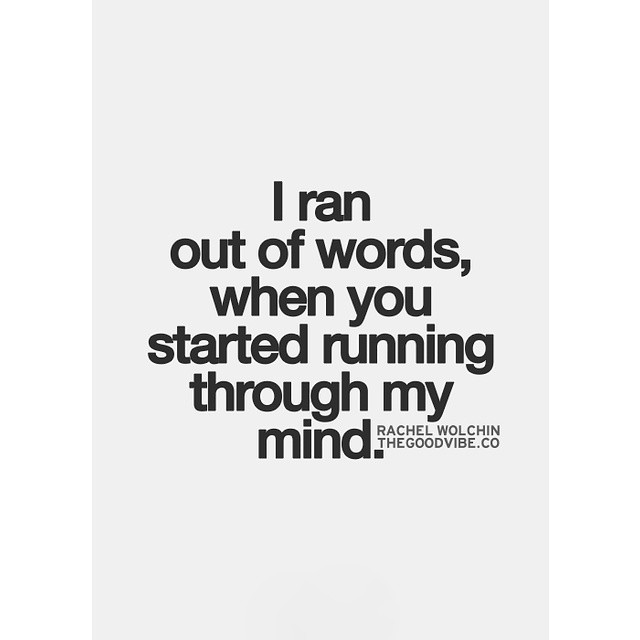 I ran
out of words,
when you
started running
through my
mind.
RACHEL WOLCHIN
THEGOODVIBE.CO